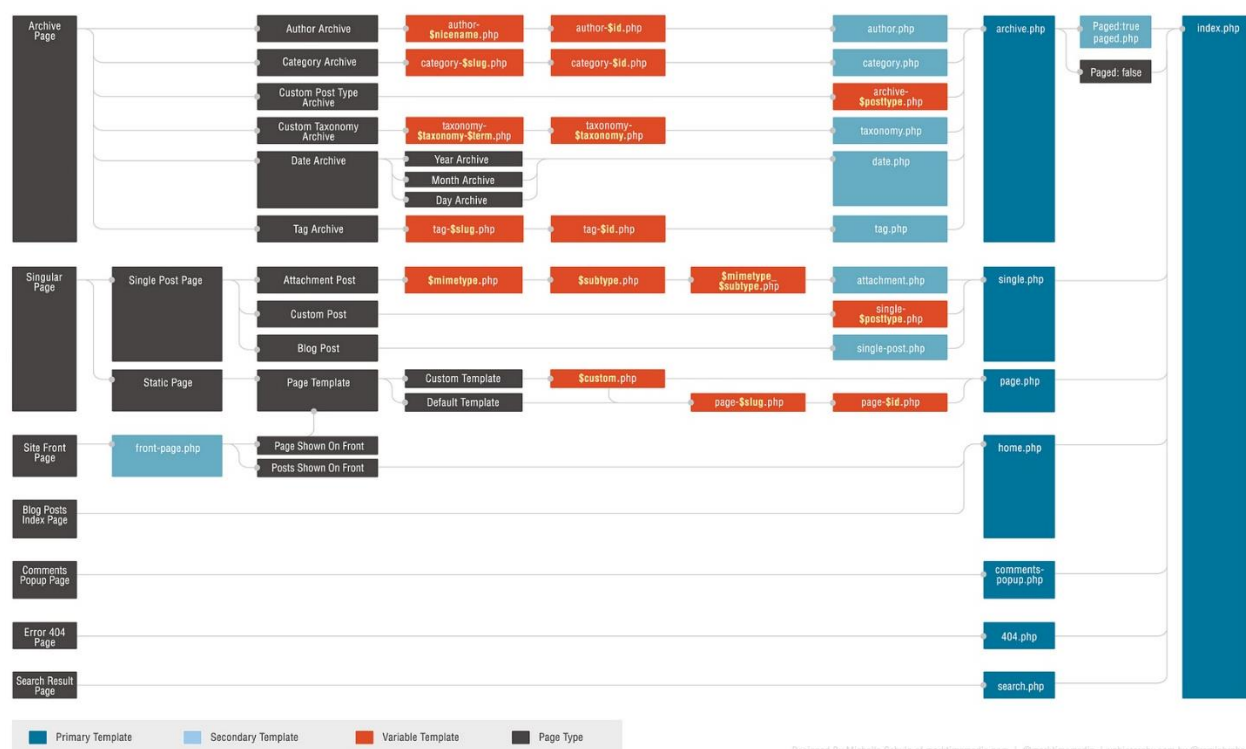 Archive
Page
Author Archive
author-
$nicename.php
author-$id.php
author.php
archive.php
Paged:true
paged.php
index.php
Category Archive
category-$slug.php
category-$id.php
category.php
Paged: false
Custom Post Type
Archive
archive-
$posttype.php
Custom Taxonomy
Archive
taxonomy-
$taxonomy-$term.php
taxonomy-
$taxonomy.php
taxonomy.php
Date Archive
Year Archive
Month Archive
Day Archive
date.php
Tag Archive
tag-$slug.php
tag-$id.php
tag.php
Singular
Page
Single Post Page
Attachment Post
$mimetype.php
$subtype.php
$mimetype_
$subtype.php
attachment.php
single.php
Custom Post
single-
$posttype.php
Blog Post
single-post.php
Static Page
Page Template
Custom Template
$custom.php
page.php
Default Template
page-$slug.php
page-$id.php
Site Front
Page
front-page.php
Page Shown On Front
Posts Shown On Front
home.php
Blog Posts
Index Page
Comments
Popup Page
comments-
popup.php
Error 404
Page
404.php
Search Result
Page
search.php
Primary Template
Secondary Template
Variable Template
Page Type